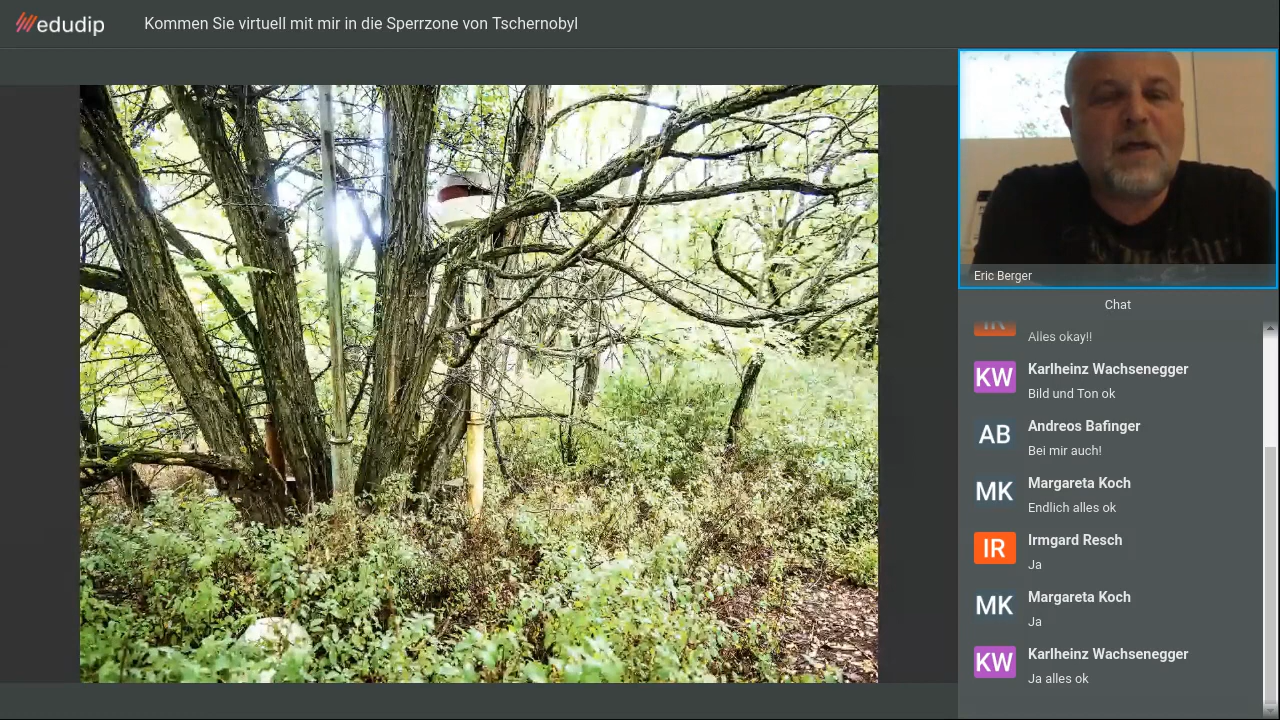 edudip
Kommen Sie virtuell mit mir in die Sperrzone von Tschernobyl
Eric Berger
Chat
IR
Alles okay!!
KW
Karlheinz Wachsenegger
Bild und Ton ok
AB
Andreos Bafinger
Bei mir auch!
MK
Margareta Koch
Endlich alles ok
IR
Irmgard Resch
Ja
MK
Margareta Koch
Ja
KW
Karlheinz Wachsenegger
Ja alles ok